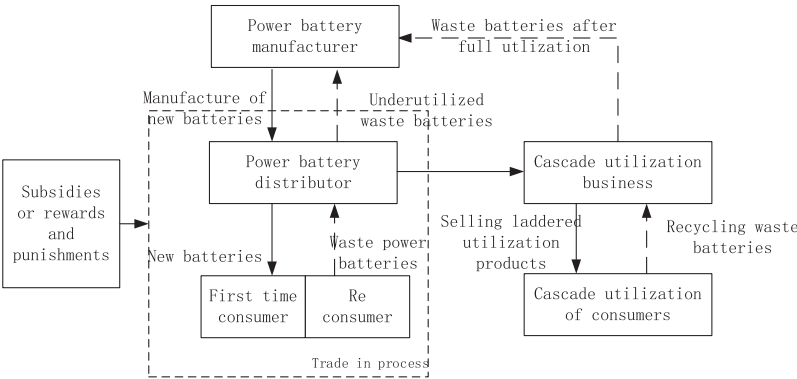 Power battery
manufacturer
Waste batteries after
full utlization
Manufacture of
new batteries
Underutilized
waste batteries
Power battery
distributor
Cascade utilization
business
Subsidies
or rewards
and
punishments
Selling laddered
utilization
products
Recycling waste
batteries
New batteries
Waste power
batteries
First time
consumer
Re
consumer
Cascade utilization
of consumers
Trade in process